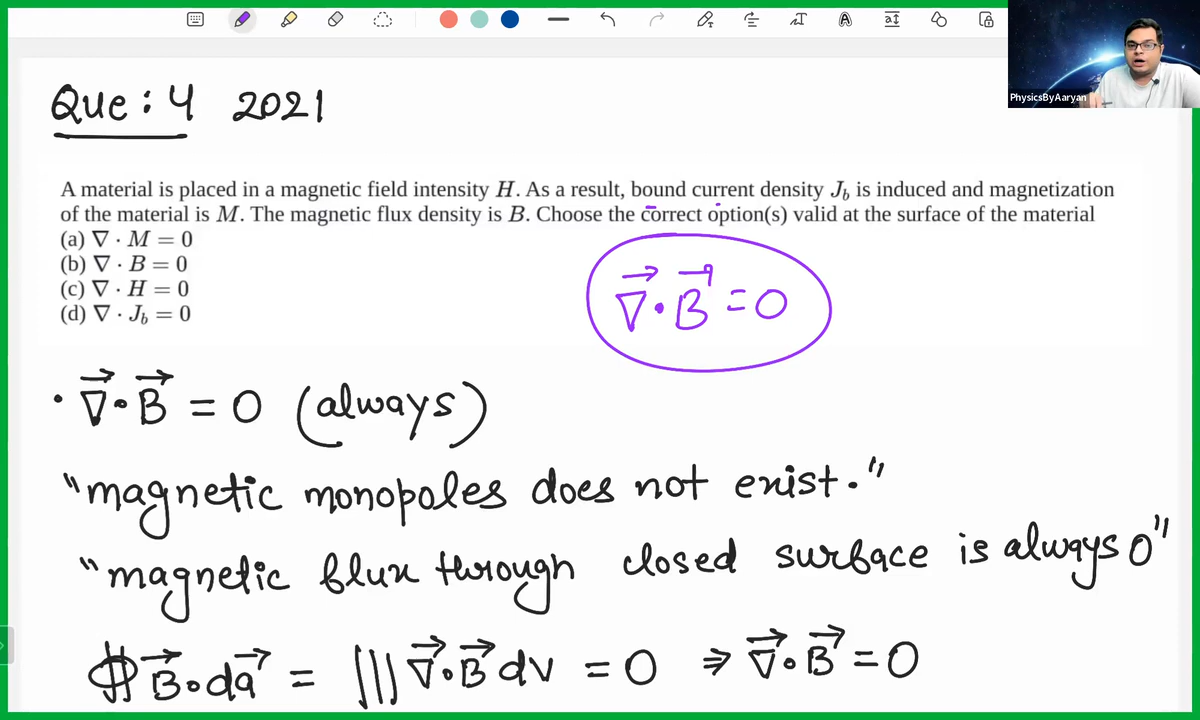 PhysicsByAaryan
Que : 4 2021
A material is placed in a magnetic field intensity H. As a result, bound current density J_b is induced and magnetization
of the material is M. The magnetic flux density is B. Choose the correct option(s) valid at the surface of the material
(a) ∇ · M = 0
(b) ∇ · B = 0
(c) ∇ · H = 0
(d) ∇ · J_b = 0
∇⃗ · B⃗ = 0
· ∇⃗ · B⃗ = 0 (always)
"magnetic monopoles does not exist."
"magnetic flux through closed surface is always 0"
∯ B⃗ · da⃗ = ∭ ∇⃗ · B⃗ dv = 0 ⇒ ∇⃗ · B⃗ = 0